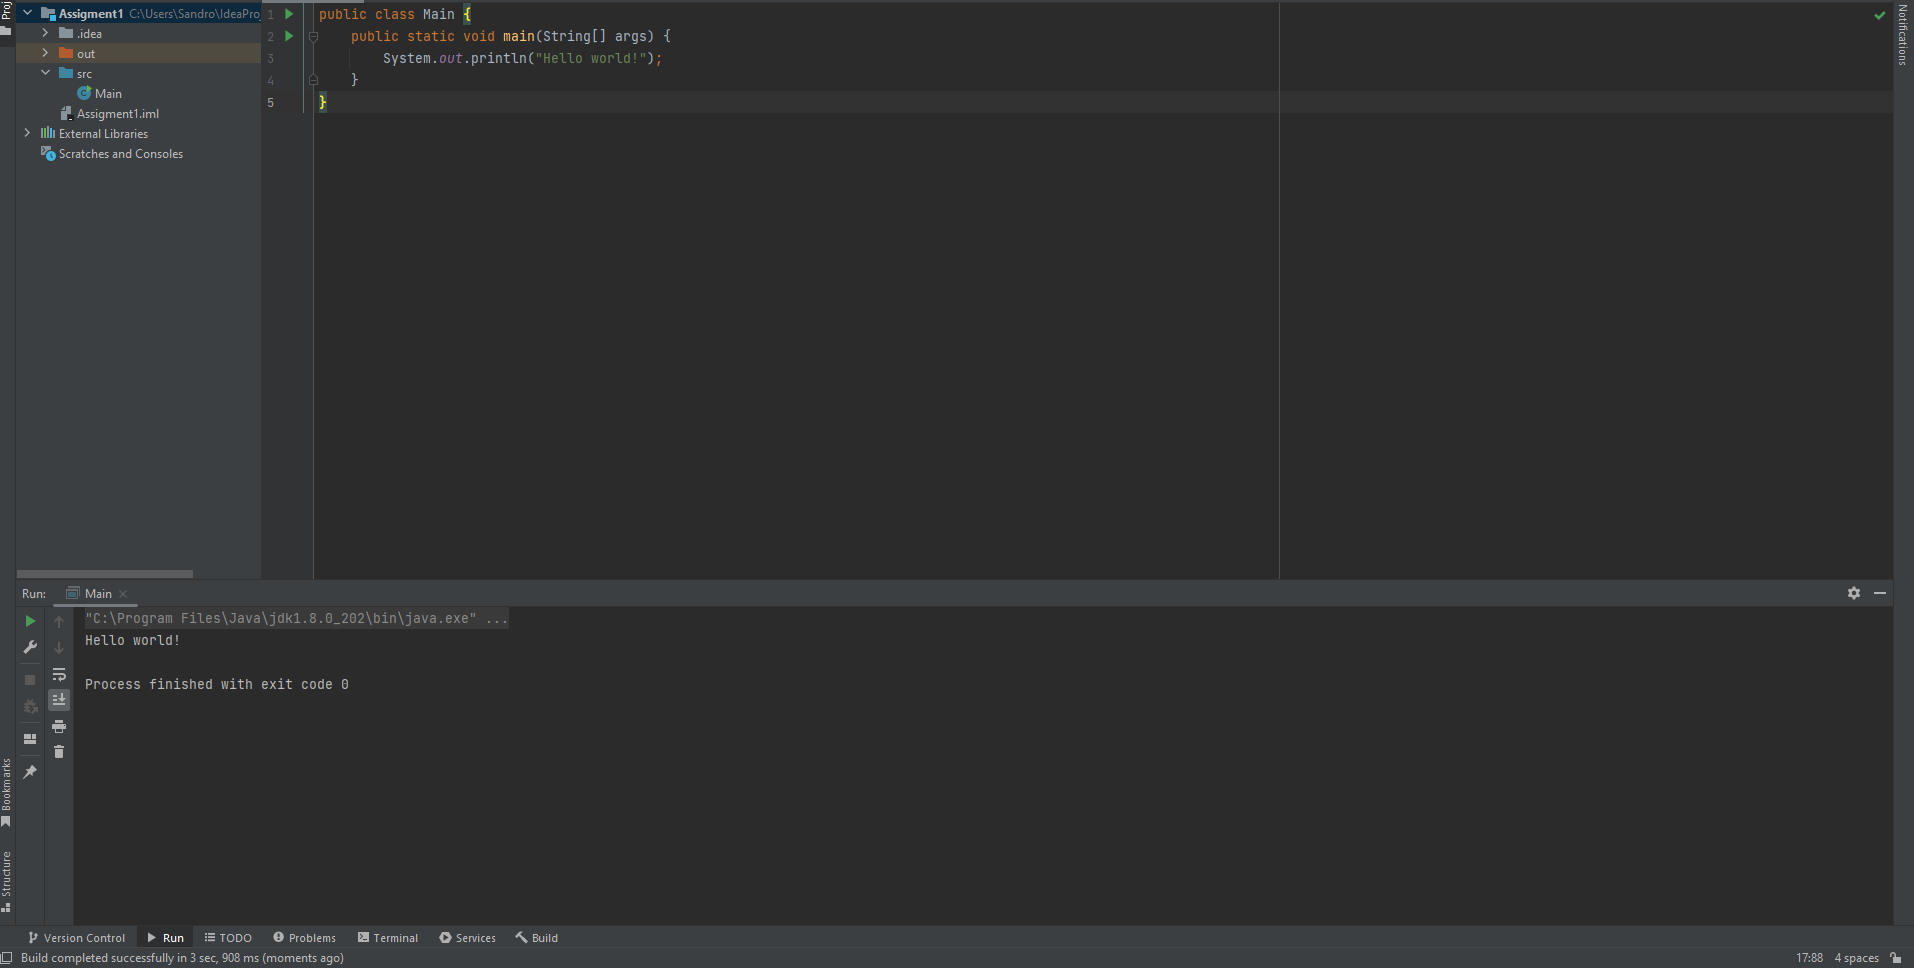 Proj
Assigment1 C:\Users\Sandro\IdeaProj
.idea
out
src
Main
Assigment1.iml
External Libraries
Scratches and Consoles
1 public class Main {
2 public static void main(String[] args) {
3 System.out.println("Hello world!");
4 }
5 }
Notifications
Run: Main
"C:\Program Files\Java\jdk1.8.0_202\bin\java.exe" ...
Hello world!
Process finished with exit code 0
Bookmarks
Structure
Version Control Run TODO Problems Terminal Services Build
Build completed successfully in 3 sec, 908 ms (moments ago) 17:88 4 spaces